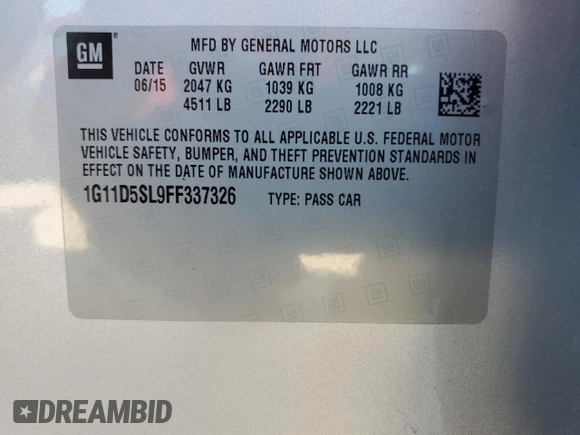 GM
MFD BY GENERAL MOTORS LLC
DATE GVWR GAWR FRT GAWR RR
06/15 2047 KG 1039 KG 1008 KG
4511 LB 2290 LB 2221 LB
THIS VEHICLE CONFORMS TO ALL APPLICABLE U.S. FEDERAL MOTOR
VEHICLE SAFETY, BUMPER, AND THEFT PREVENTION STANDARDS IN
EFFECT ON THE DATE OF MANUFACTURE SHOWN ABOVE.
1G11D5SL9FF337326 TYPE: PASS CAR
DREAMBID